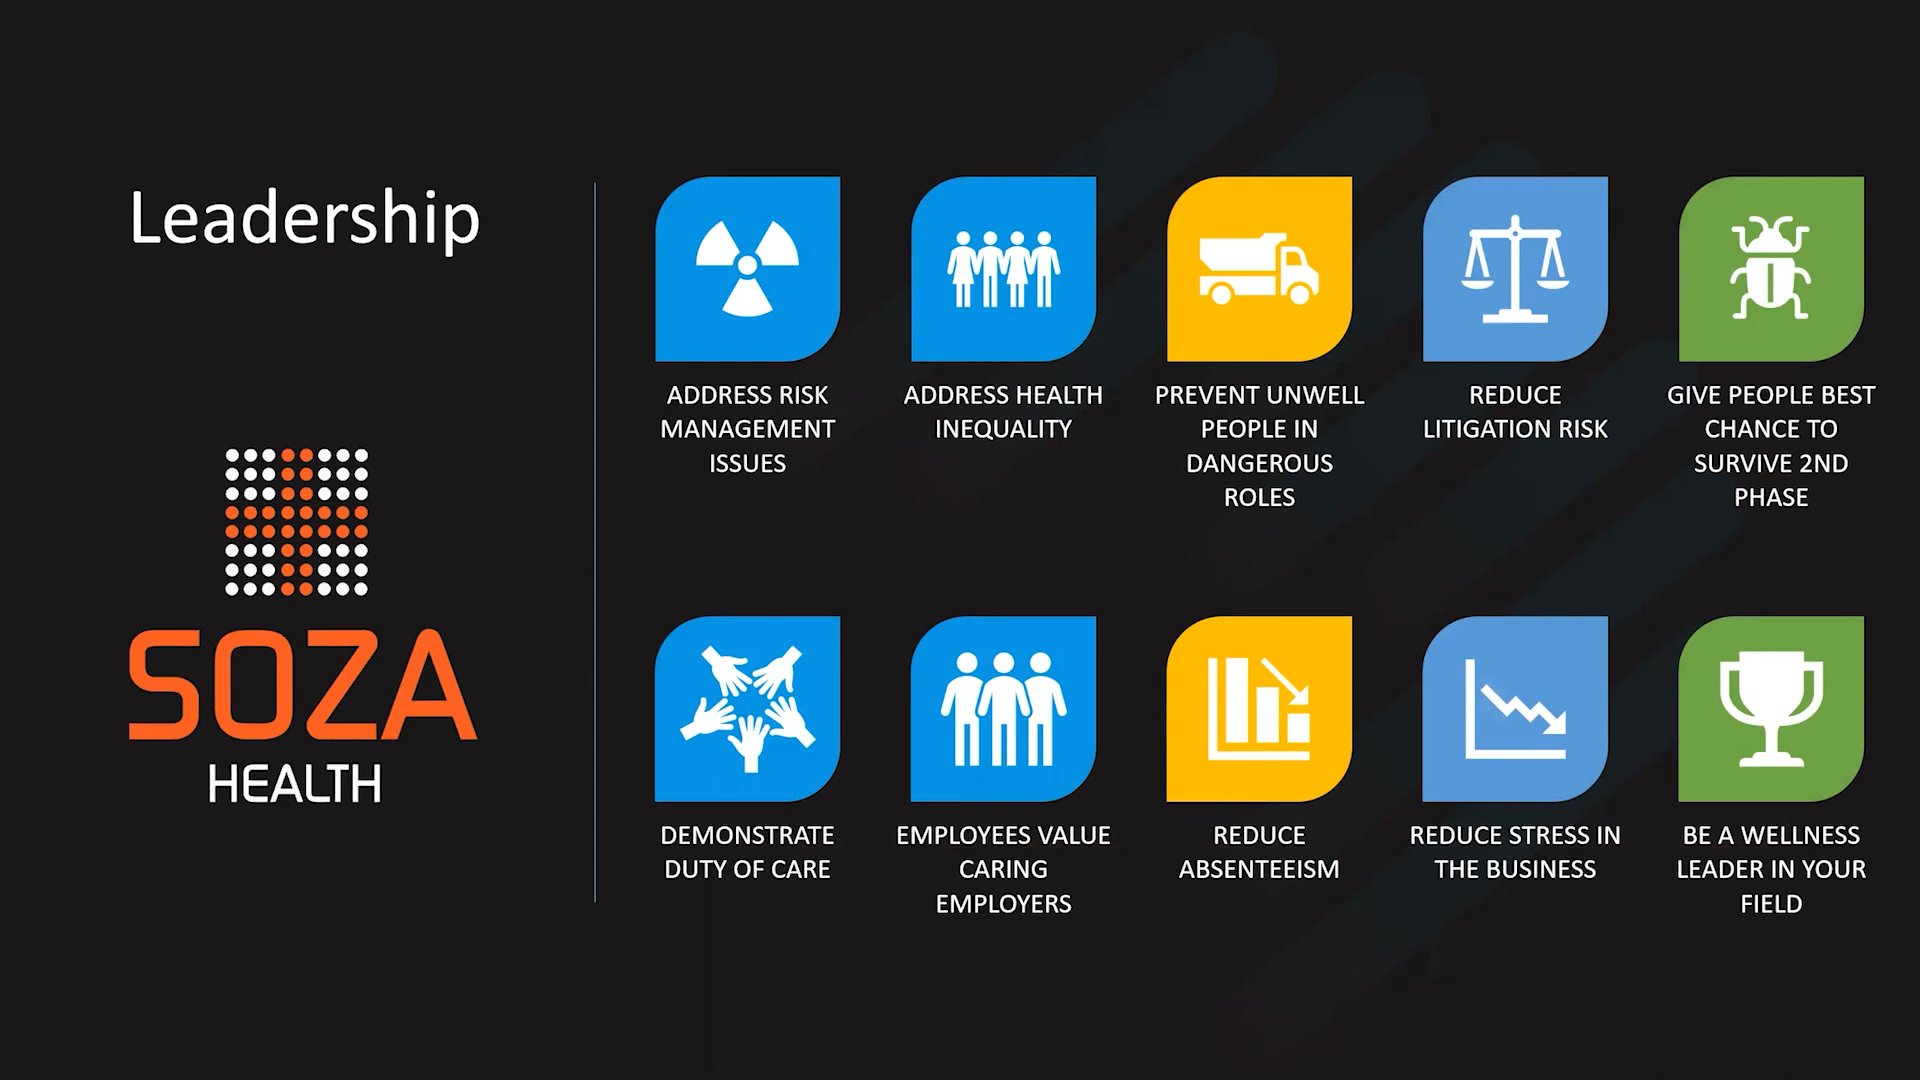 Leadership
SOZA
HEALTH
ADDRESS RISK
MANAGEMENT
ISSUES
ADDRESS HEALTH
INEQUALITY
PREVENT UNWELL
PEOPLE IN
DANGEROUS
ROLES
REDUCE
LITIGATION RISK
GIVE PEOPLE BEST
CHANCE TO
SURVIVE 2ND
PHASE
DEMONSTRATE
DUTY OF CARE
EMPLOYEES VALUE
CARING
EMPLOYERS
REDUCE
ABSENTEEISM
REDUCE STRESS IN
THE BUSINESS
BE A WELLNESS
LEADER IN YOUR
FIELD